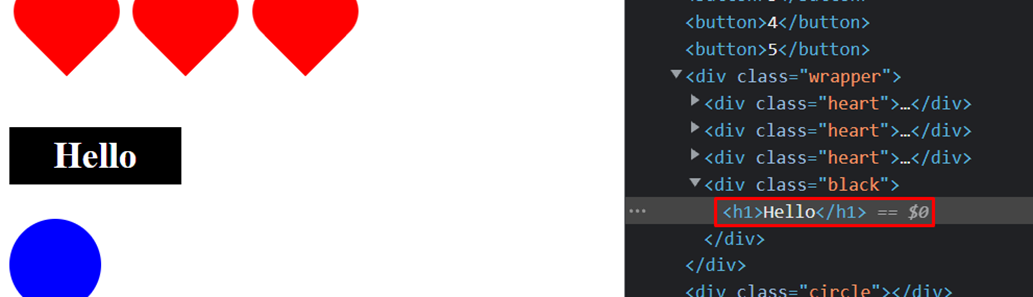 Hello
<button>4</button>
<button>5</button>
▼<div class="wrapper">
▶<div class="heart">…</div>
▶<div class="heart">…</div>
▶<div class="heart">…</div>
▼<div class="black">
··· <h1>Hello</h1> == $0
</div>
</div>
<div class="circle"></div>